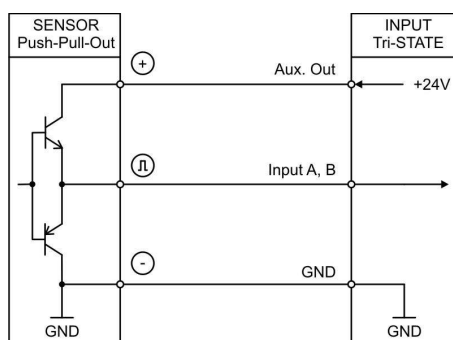 SENSOR
Push-Pull-Out
INPUT
Tri-STATE
+
Aux. Out
+24V
Input A, B
-
GND
GND
GND